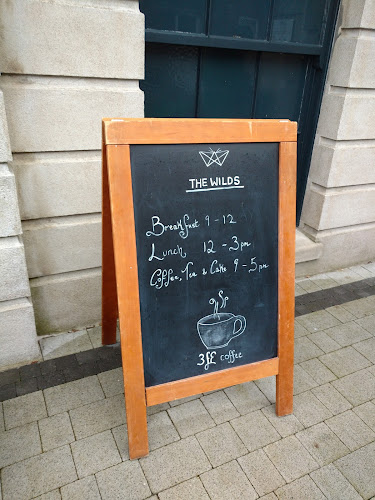 THE WILDS
Breakfast 9-12
Lunch 12-3pm
Coffee, Tea & Cake 9-5pm
3fE coffee